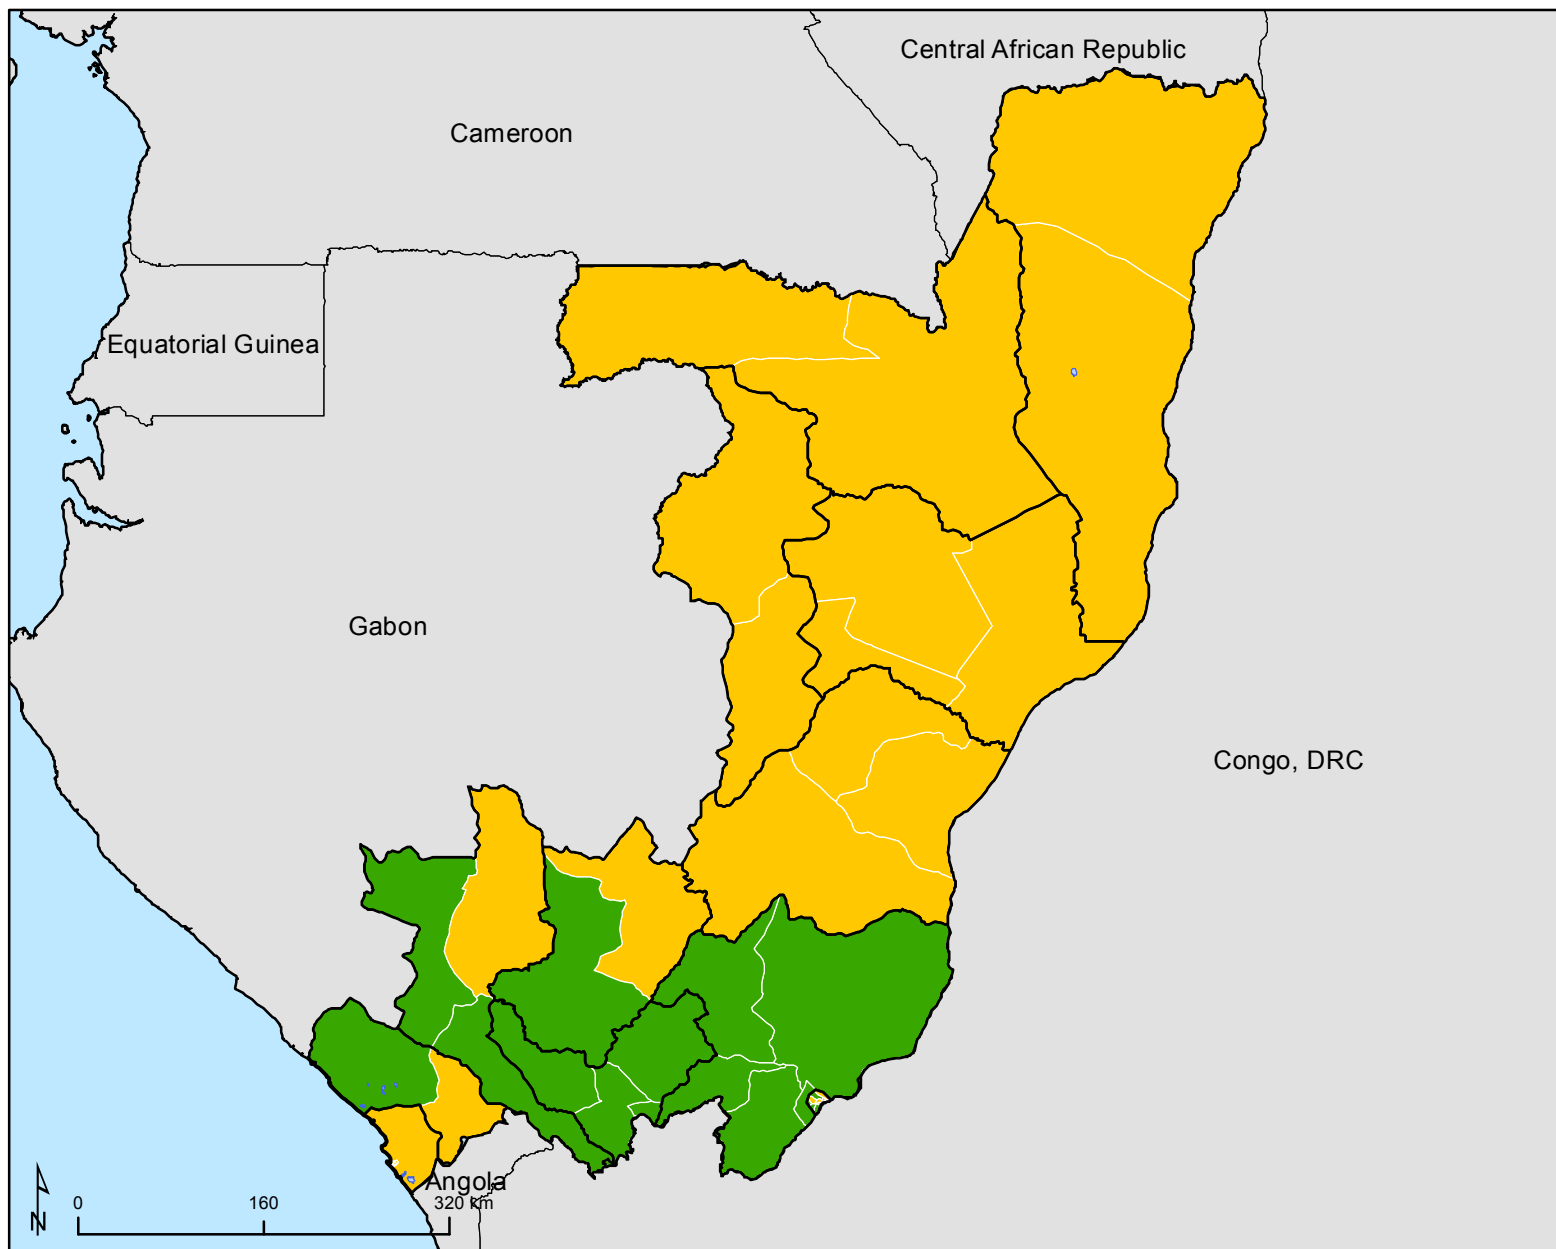 Central African Republic
Cameroon
Equatorial Guinea
Gabon
Congo, DRC
Angola
0 160 320 km
N